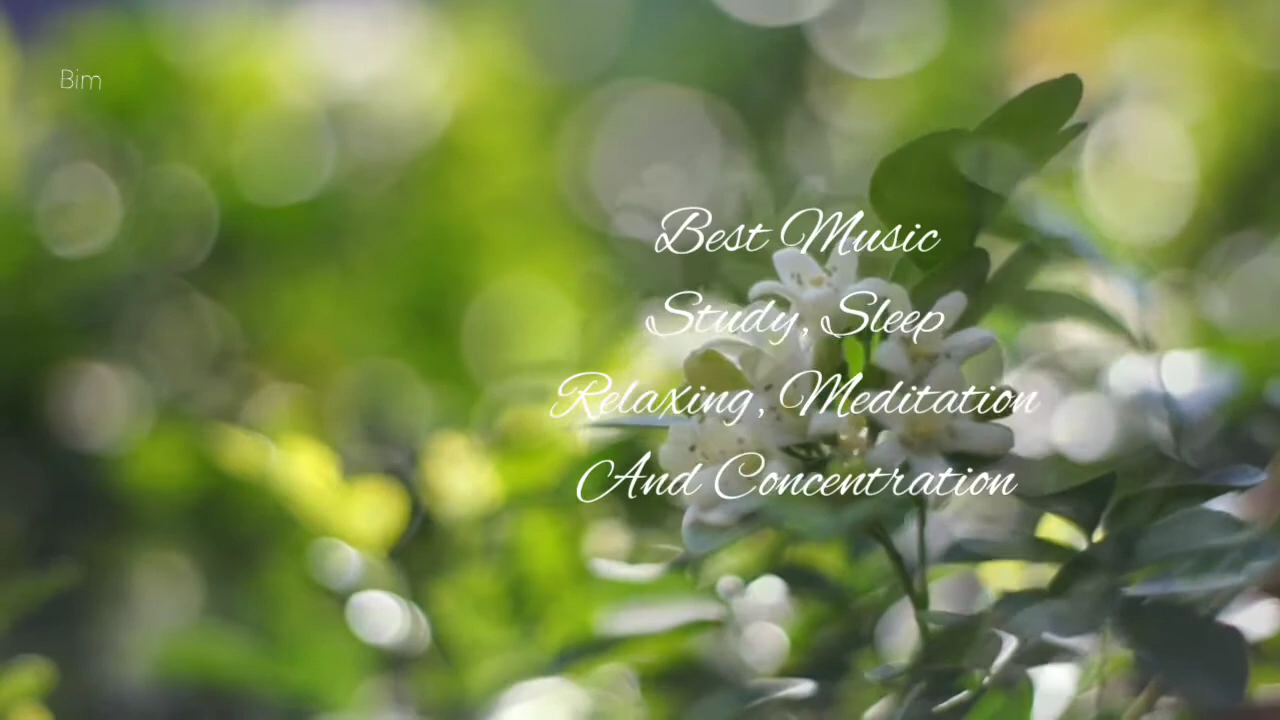 Bim
Best Music
Study, Sleep
Relaxing, Meditation
And Concentration